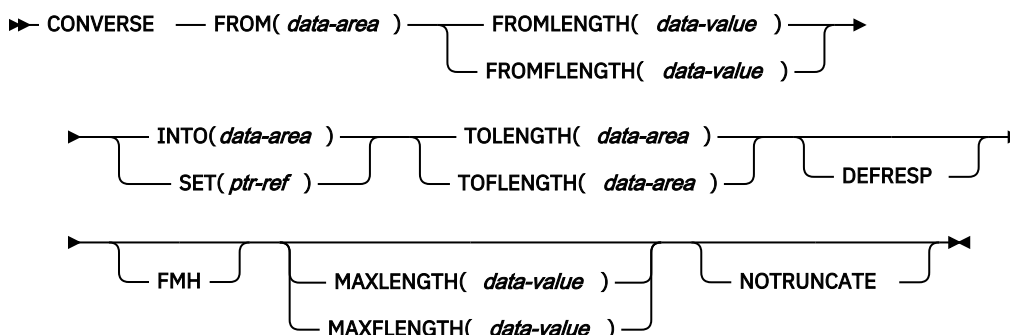 CONVERSE FROM( data-area ) FROMLENGTH( data-value )
FROMFLENGTH( data-value )
INTO( data-area ) TOLENGTH( data-area )
SET( ptr-ref ) TOFLENGTH( data-area ) DEFRESP
FMH MAXLENGTH( data-value ) NOTRUNCATE
MAXFLENGTH( data-value )